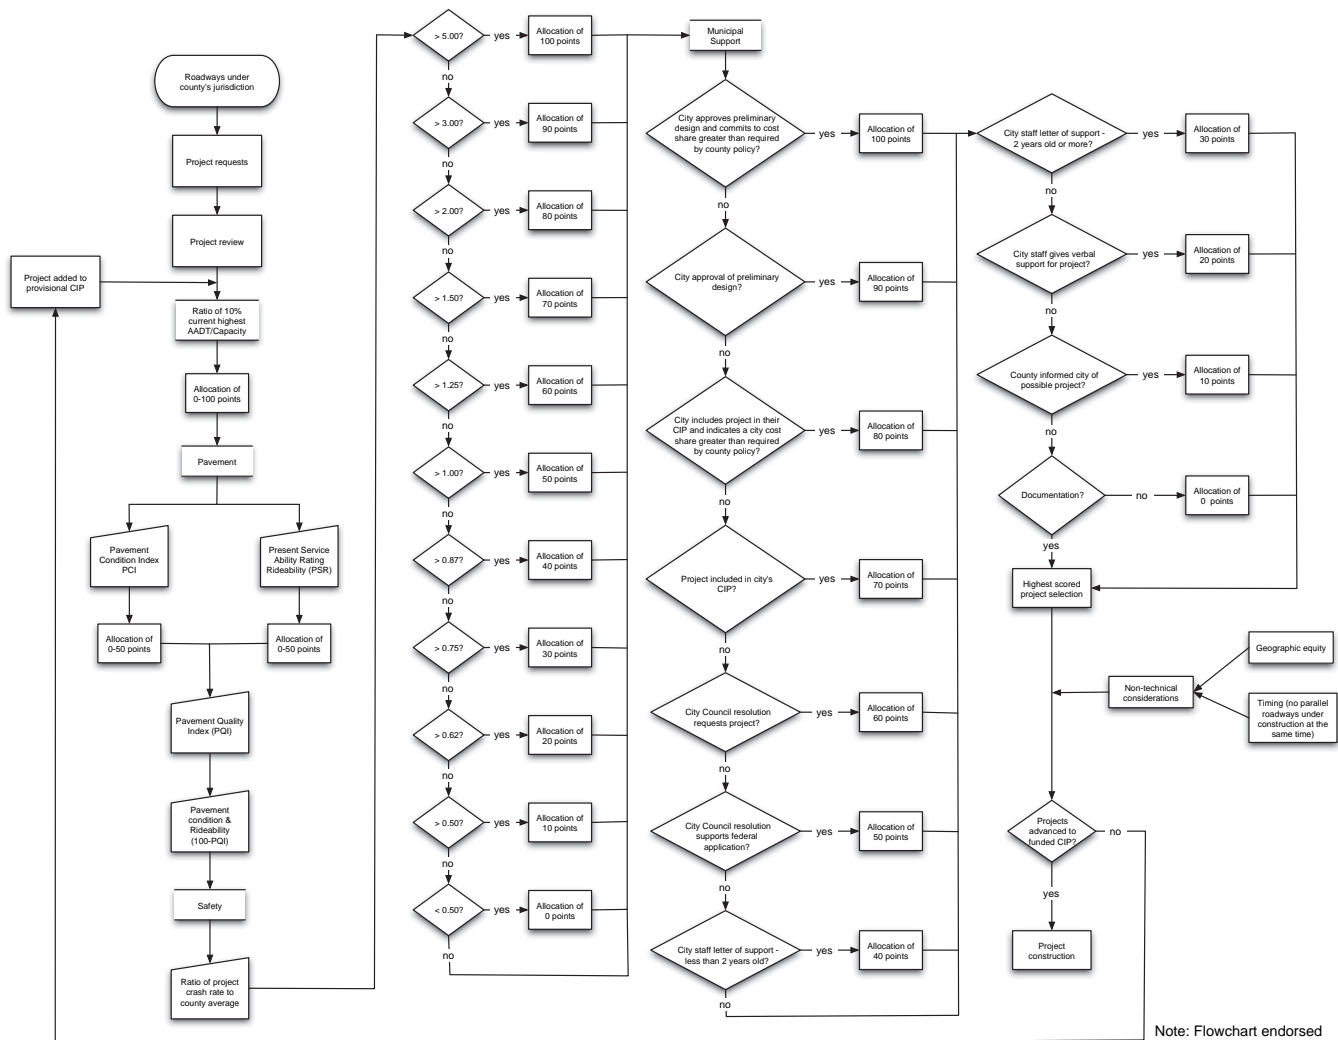 Roadways under
county's jurisdiction
Project requests
Project review
Project added to
provisional CIP
Ratio of 10%
current highest
AADT/Capacity
Allocation of
0-100 points
Pavement
Pavement
Condition Index
PCI
Present Service
Ability Rating
Rideability (PSR)
Allocation of
0-50 points
Allocation of
0-50 points
Pavement Quality
Index (PQI)
Pavement
condition &
Rideability
(100-PQI)
Safety
Ratio of project
crash rate to
county average
> 5.00?
yes
Allocation of
100 points
no
> 3.00?
yes
Allocation of
90 points
no
> 2.00?
yes
Allocation of
80 points
no
> 1.50?
yes
Allocation of
70 points
no
> 1.25?
yes
Allocation of
60 points
no
> 1.00?
yes
Allocation of
50 points
no
> 0.87?
yes
Allocation of
40 points
no
> 0.75?
yes
Allocation of
30 points
no
> 0.62?
yes
Allocation of
20 points
no
> 0.50?
yes
Allocation of
10 points
no
< 0.50?
yes
Allocation of
0 points
no
Municipal
Support
City approves preliminary
design and commits to cost
share greater than required
by county policy?
yes
Allocation of
100 points
no
City approval of preliminary
design?
yes
Allocation of
90 points
no
City includes project in their
CIP and indicates a city cost
share greater than required
by county policy?
yes
Allocation of
80 points
no
Project included in city's
CIP?
yes
Allocation of
70 points
no
City Council resolution
requests project?
yes
Allocation of
60 points
no
City Council resolution
supports federal
application?
yes
Allocation of
50 points
no
City staff letter of support -
less than 2 years old?
yes
Allocation of
40 points
no
City staff letter of support -
2 years old or more?
yes
Allocation of
30 points
no
City staff gives verbal
support for project?
yes
Allocation of
20 points
no
County informed city of
possible project?
yes
Allocation of
10 points
no
Documentation?
no
Allocation of
0 points
yes
Highest scored
project selection
Geographic equity
Non-technical
considerations
Timing (no parallel
roadways under
construction at the
same time)
Projects
advanced to
funded CIP?
no
yes
Project
construction
Note: Flowchart endorsed